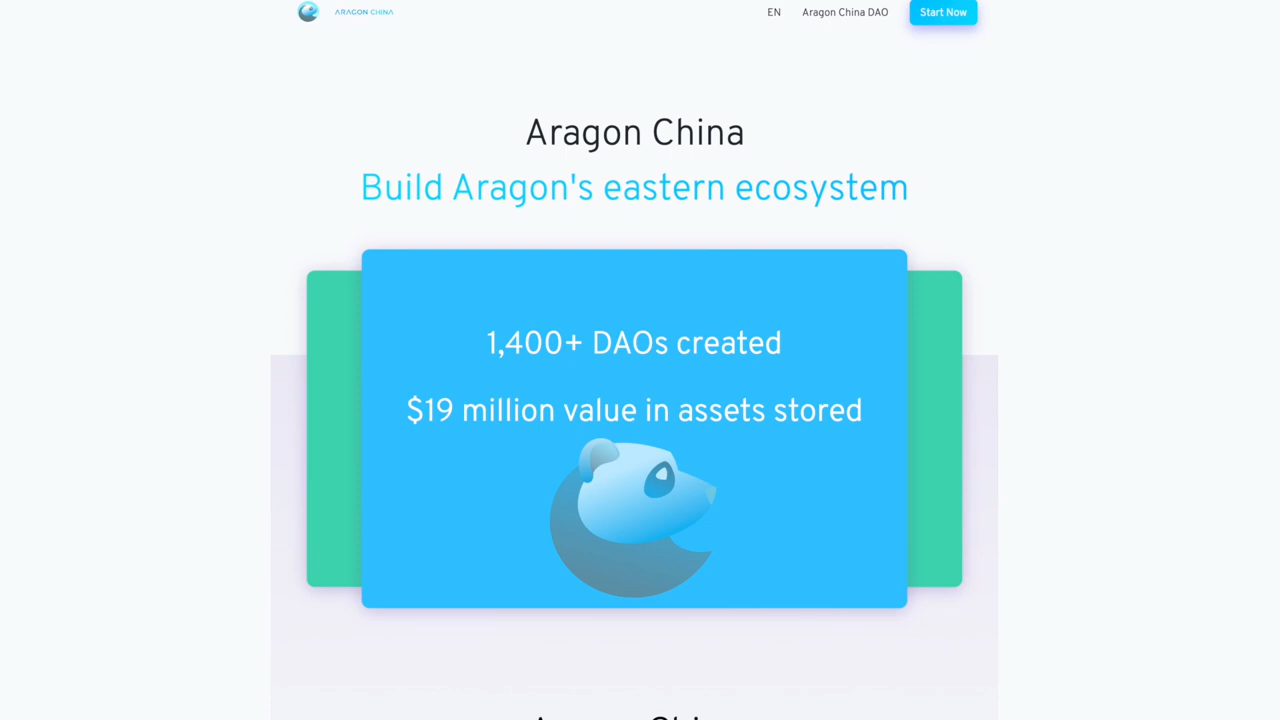 ARAGON CHINA
EN
Aragon China DAO
Start Now
Aragon China
Build Aragon's eastern ecosystem
1,400+ DAOs created
$19 million value in assets stored